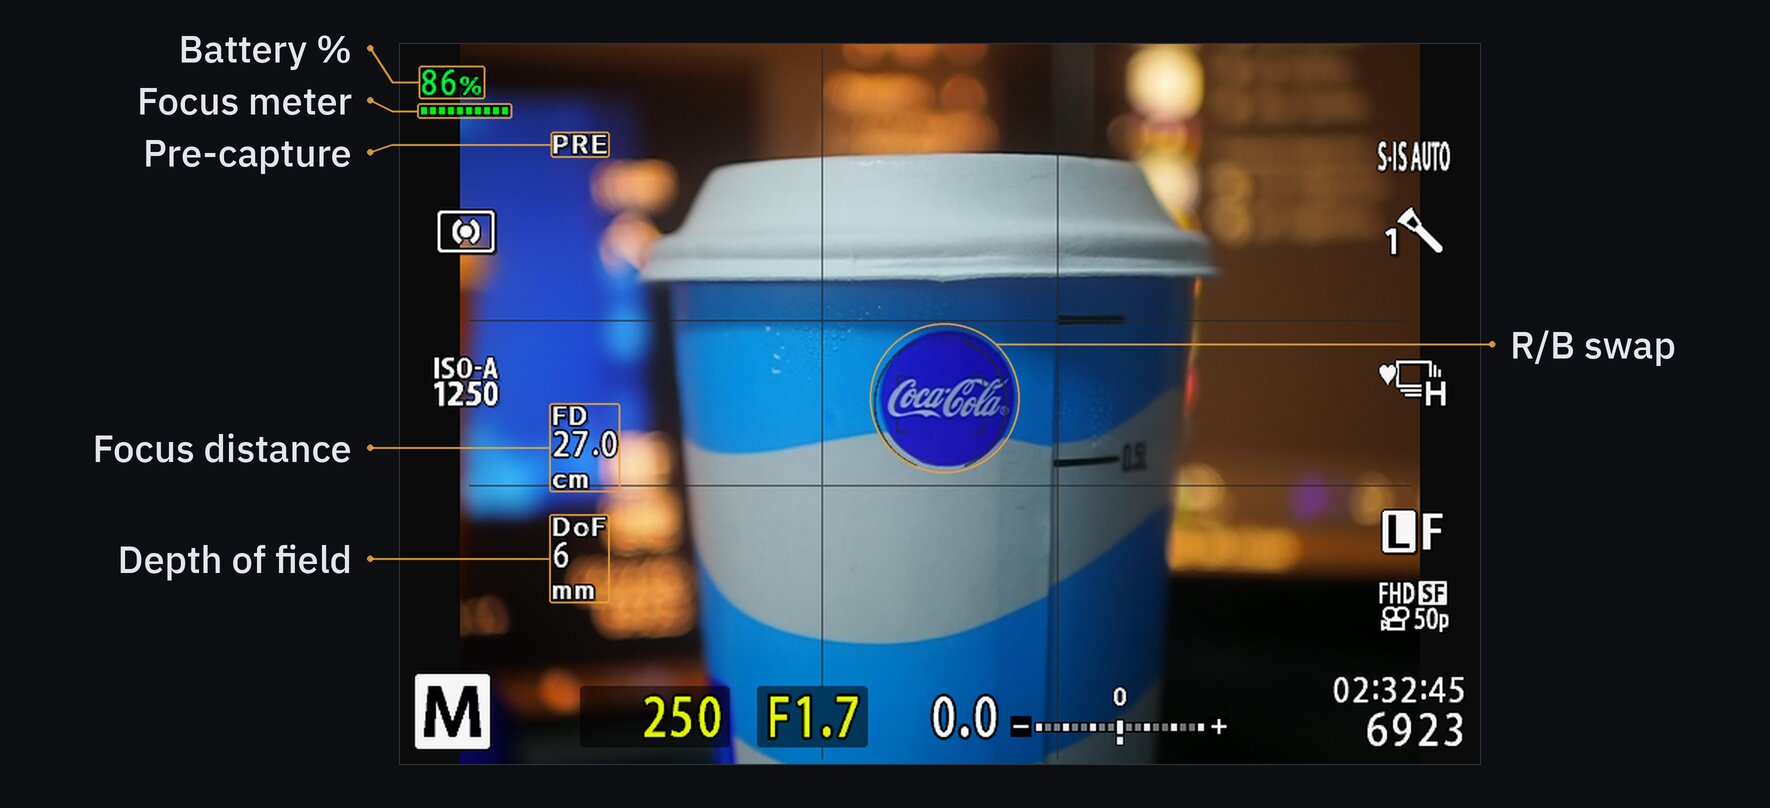 Battery %
86%
Focus meter
Pre-capture
PRE
S-IS AUTO
1
R/B swap
ISO-A
1250
H
Coca-Cola
Focus distance
FD
27.0
cm
0.5L
Depth of field
DoF
6
mm
L F
FHD SF
50p
M
250
F1.7
0.0
0
02:32:45
6923